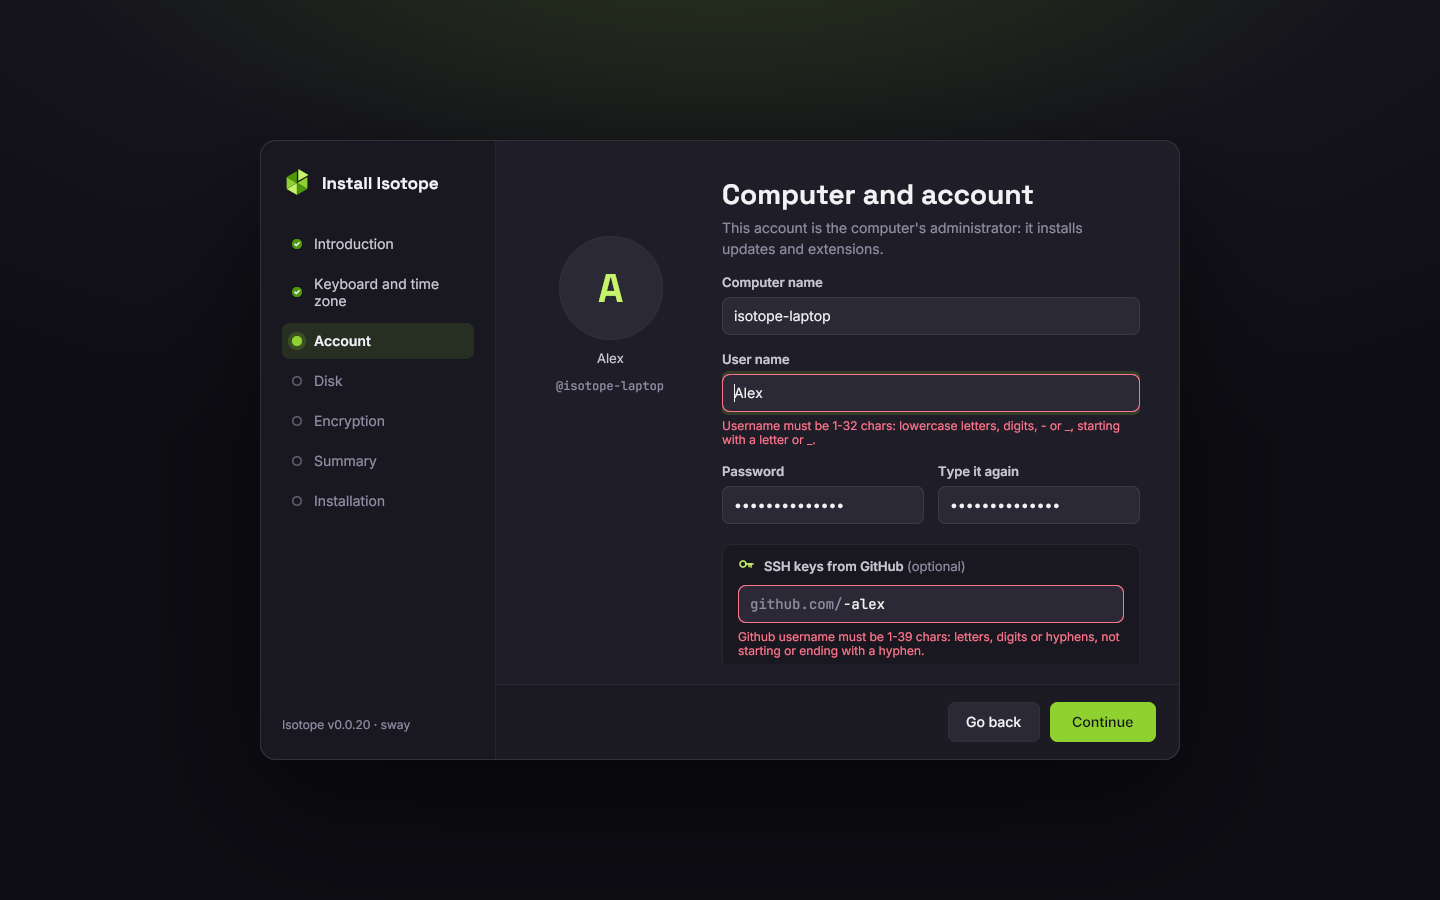 Install Isotope
Introduction
Keyboard and time
zone
Account
Disk
Encryption
Summary
Installation
Isotope v0.0.20 · sway
A
Alex
@isotope-laptop
Computer and account
This account is the computer's administrator: it installs
updates and extensions.
Computer name
isotope-laptop
User name
Alex
Username must be 1-32 chars: lowercase letters, digits, - or _, starting
with a letter or _.
Password
Type it again
••••••••••••••
••••••••••••••
SSH keys from GitHub (optional)
github.com/-alex
Github username must be 1-39 chars: letters, digits or hyphens, not
starting or ending with a hyphen.
Go back
Continue